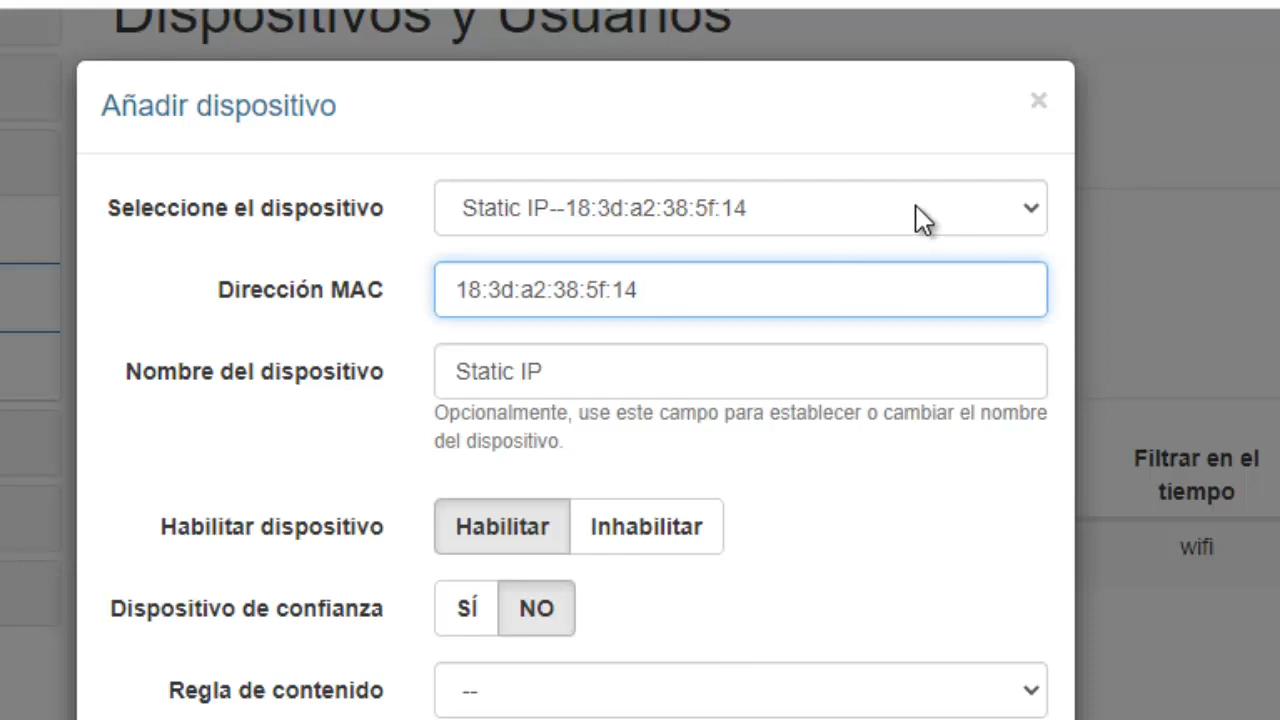 Dispositivos y Usuarios
Añadir dispositivo
×
Seleccione el dispositivo
Static IP--18:3d:a2:38:5f:14
Dirección MAC
18:3d:a2:38:5f:14
Nombre del dispositivo
Static IP
Opcionalmente, use este campo para establecer o cambiar el nombre
del dispositivo.
Filtrar en el
tiempo
Habilitar dispositivo
Habilitar
Inhabilitar
wifi
Dispositivo de confianza
SÍ
NO
Regla de contenido
--